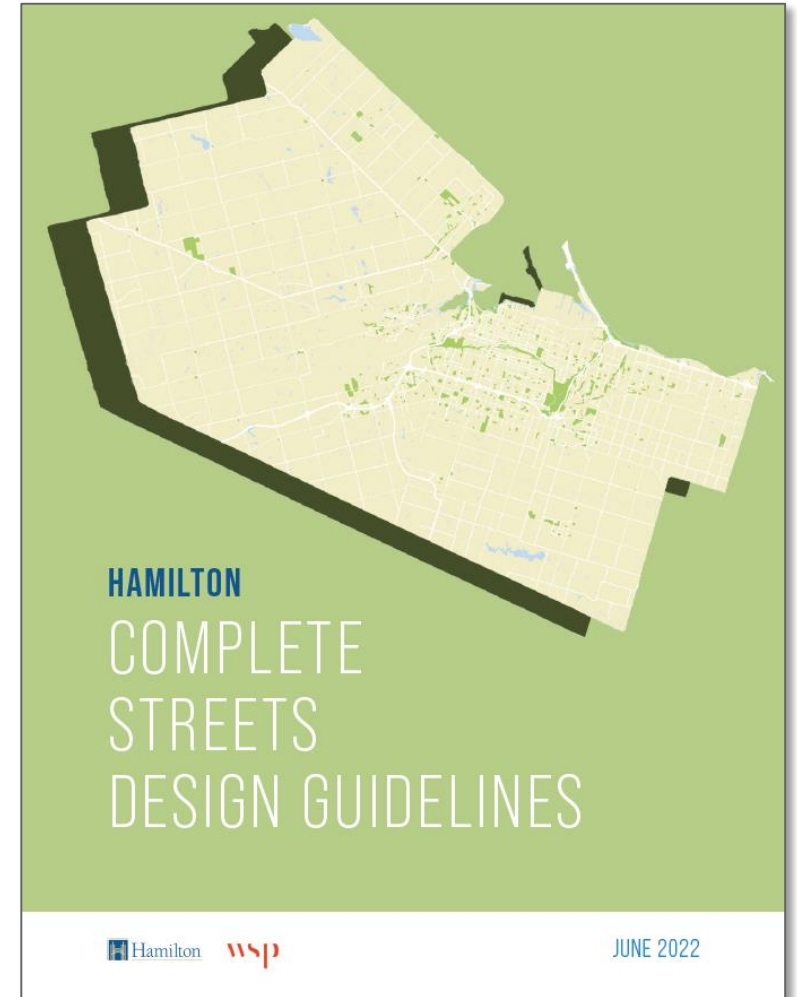 HAMILTON
COMPLETE
STREETS
DESIGN GUIDELINES
Hamilton wsp JUNE 2022